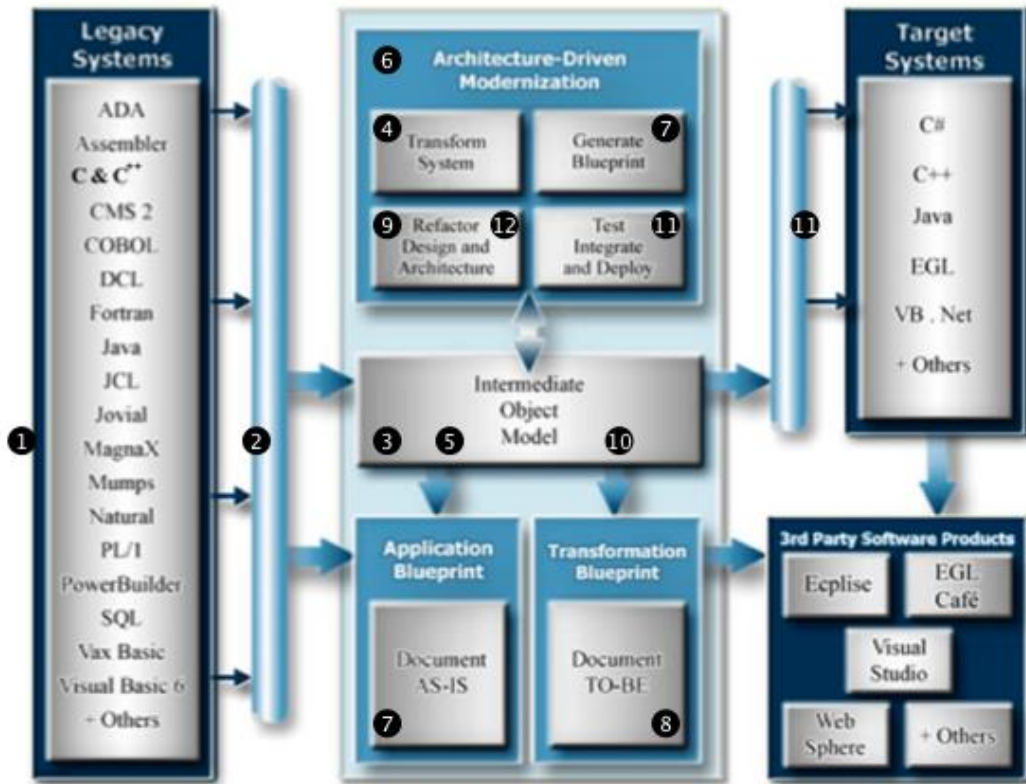 Legacy
Systems
ADA
Assembler
C & C++
CMS 2
COBOL
DCL
Fortran
Java
JCL
Jovial
MagnaX
Mumps
Natural
PL/1
PowerBuilder
SQL
Vax Basic
Visual Basic 6
+ Others
1
2
6
Architecture-Driven
Modernization
4
Transform
System
Generate
Blueprint
7
9
Refactor
Design and
Architecture
12
Test
Integrate
and Deploy
11
Intermediate
Object
Model
3
5
10
Application
Blueprint
Document
AS-IS
7
Transformation
Blueprint
Document
TO-BE
8
11
Target
Systems
C#
C++
Java
EGL
VB . Net
+ Others
3rd Party Software Products
Ecplise
EGL
Café
Visual
Studio
Web
Sphere
+ Others